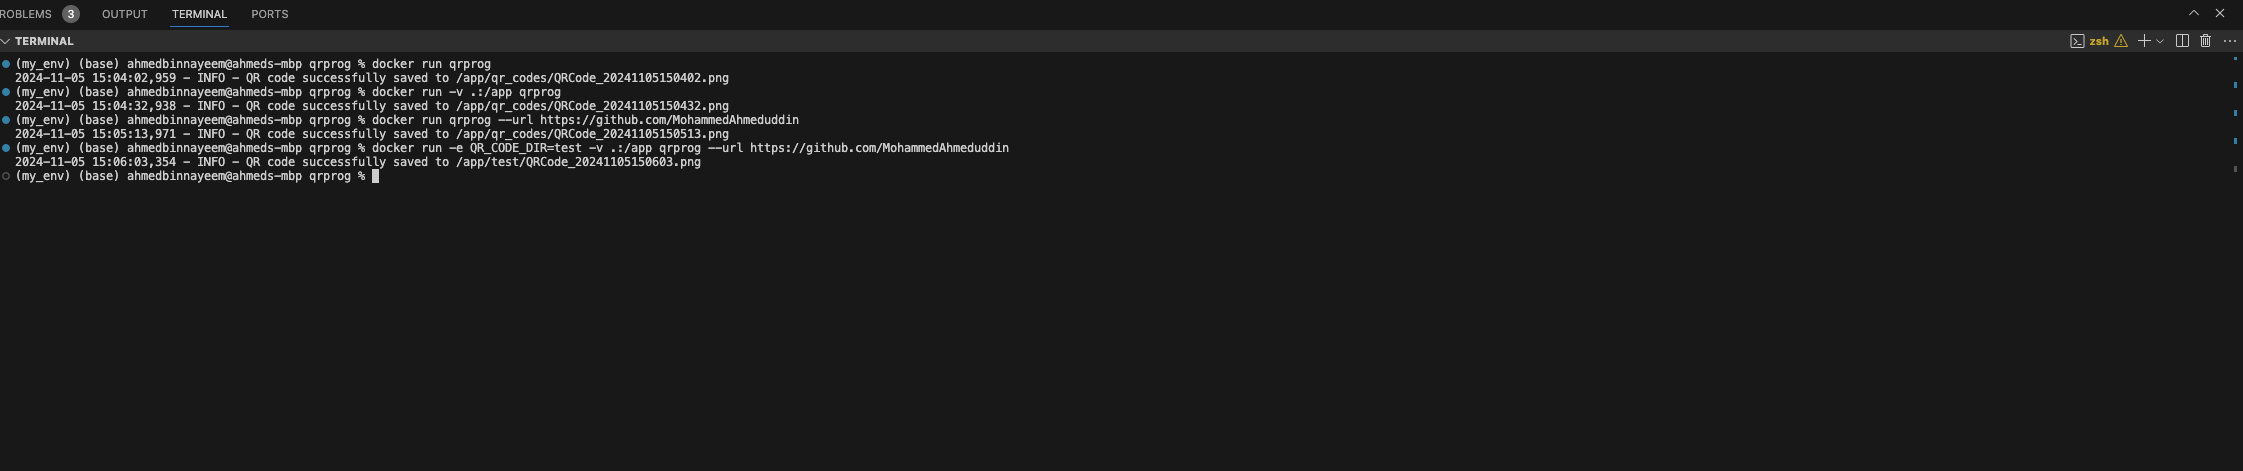 ROBLEMS 3 OUTPUT TERMINAL PORTS
TERMINAL zsh
(my_env) (base) ahmedbinnayeem@ahmeds-mbp qrprog % docker run qrprog
2024-11-05 15:04:02,959 - INFO - QR code successfully saved to /app/qr_codes/QRCode_20241105150402.png
(my_env) (base) ahmedbinnayeem@ahmeds-mbp qrprog % docker run -v .:/app qrprog
2024-11-05 15:04:32,938 - INFO - QR code successfully saved to /app/qr_codes/QRCode_20241105150432.png
(my_env) (base) ahmedbinnayeem@ahmeds-mbp qrprog % docker run qrprog --url https://github.com/MohammedAhmeduddin
2024-11-05 15:05:13,971 - INFO - QR code successfully saved to /app/qr_codes/QRCode_20241105150513.png
(my_env) (base) ahmedbinnayeem@ahmeds-mbp qrprog % docker run -e QR_CODE_DIR=test -v .:/app qrprog --url https://github.com/MohammedAhmeduddin
2024-11-05 15:06:03,354 - INFO - QR code successfully saved to /app/test/QRCode_20241105150603.png
(my_env) (base) ahmedbinnayeem@ahmeds-mbp qrprog %